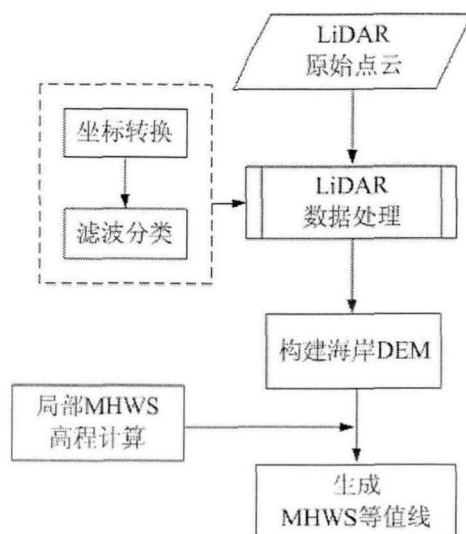 LiDAR
原始点云
坐标转换
滤波分类
LiDAR
数据处理
构建海岸DEM
局部MHWS
高程计算
生成
MHWS等值线